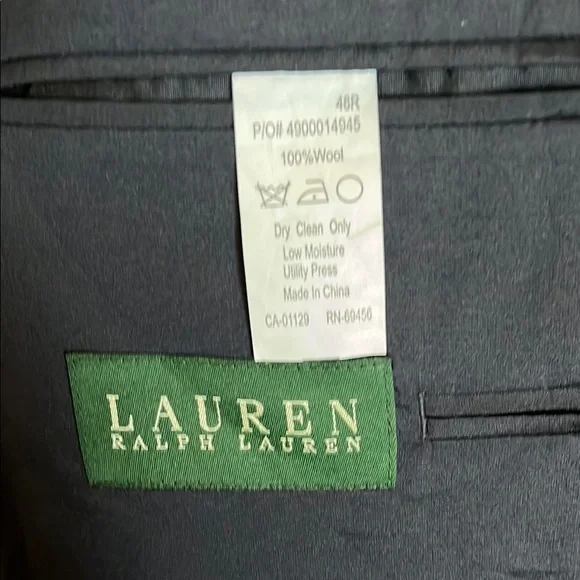 46R
P/O# 4900014945
100%Wool
Dry Clean Only
Low Moisture
Utility Press
Made In China
CA-01129 RN-69456
LAUREN
RALPH LAUREN